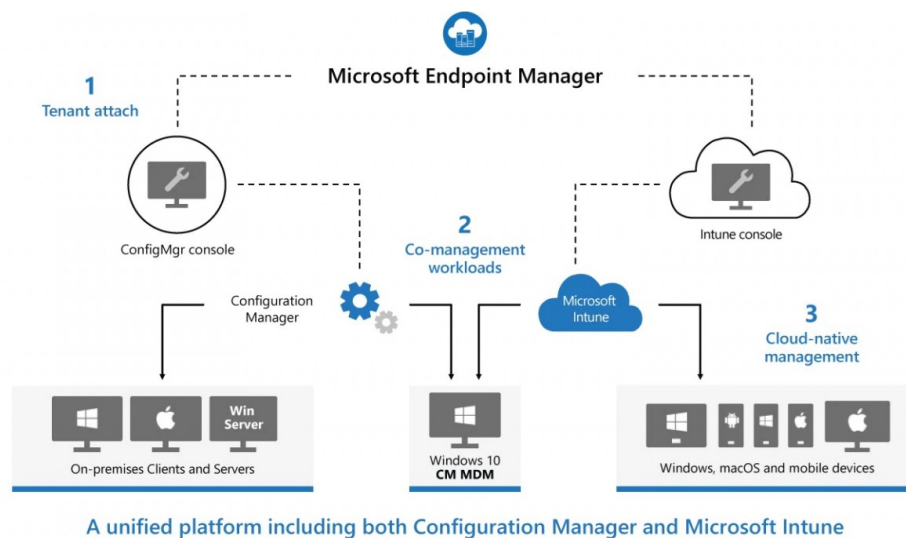 Microsoft Endpoint Manager
1
Tenant attach
ConfigMgr console
Intune console
2
Co-management
workloads
Configuration
Manager
Microsoft
Intune
3
Cloud-native
management
Win
Server
On-premises Clients and Servers
Windows 10
CM MDM
Windows, macOS and mobile devices
A unified platform including both Configuration Manager and Microsoft Intune